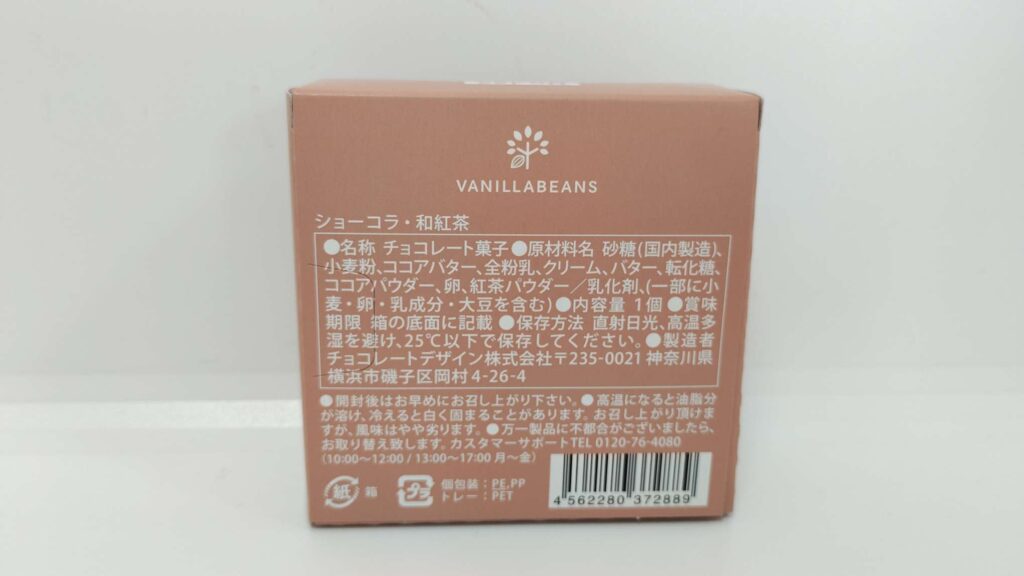 VANILLABEANS
ショーコラ・和紅茶
●名称 チョコレート菓子●原材料名 砂糖(国内製造)、
小麦粉、ココアバター、全粉乳、クリーム、バター、転化糖、
ココアパウダー、卵、紅茶パウダー／乳化剤、(一部に小
麦・卵・乳成分・大豆を含む)●内容量 1個●賞味
期限 箱の底面に記載●保存方法 直射日光、高温多
湿を避け、25℃以下で保存してください。●製造者
チョコレートデザイン株式会社〒235-0021 神奈川県
横浜市磯子区岡村4-26-4
●開封後はお早めにお召し上がり下さい。●高温になると油脂分
が溶け、冷えると白く固まることがあります。お召し上がり頂けま
すが、風味はやや劣ります。●万一製品に不都合がございましたら、
お取り替え致します。カスタマーサポートTEL 0120-76-4080
(10:00〜12:00 / 13:00〜17:00 月〜金)
紙 箱 プラ 個包装：PE,PP
トレー：PET
4 562280 372889